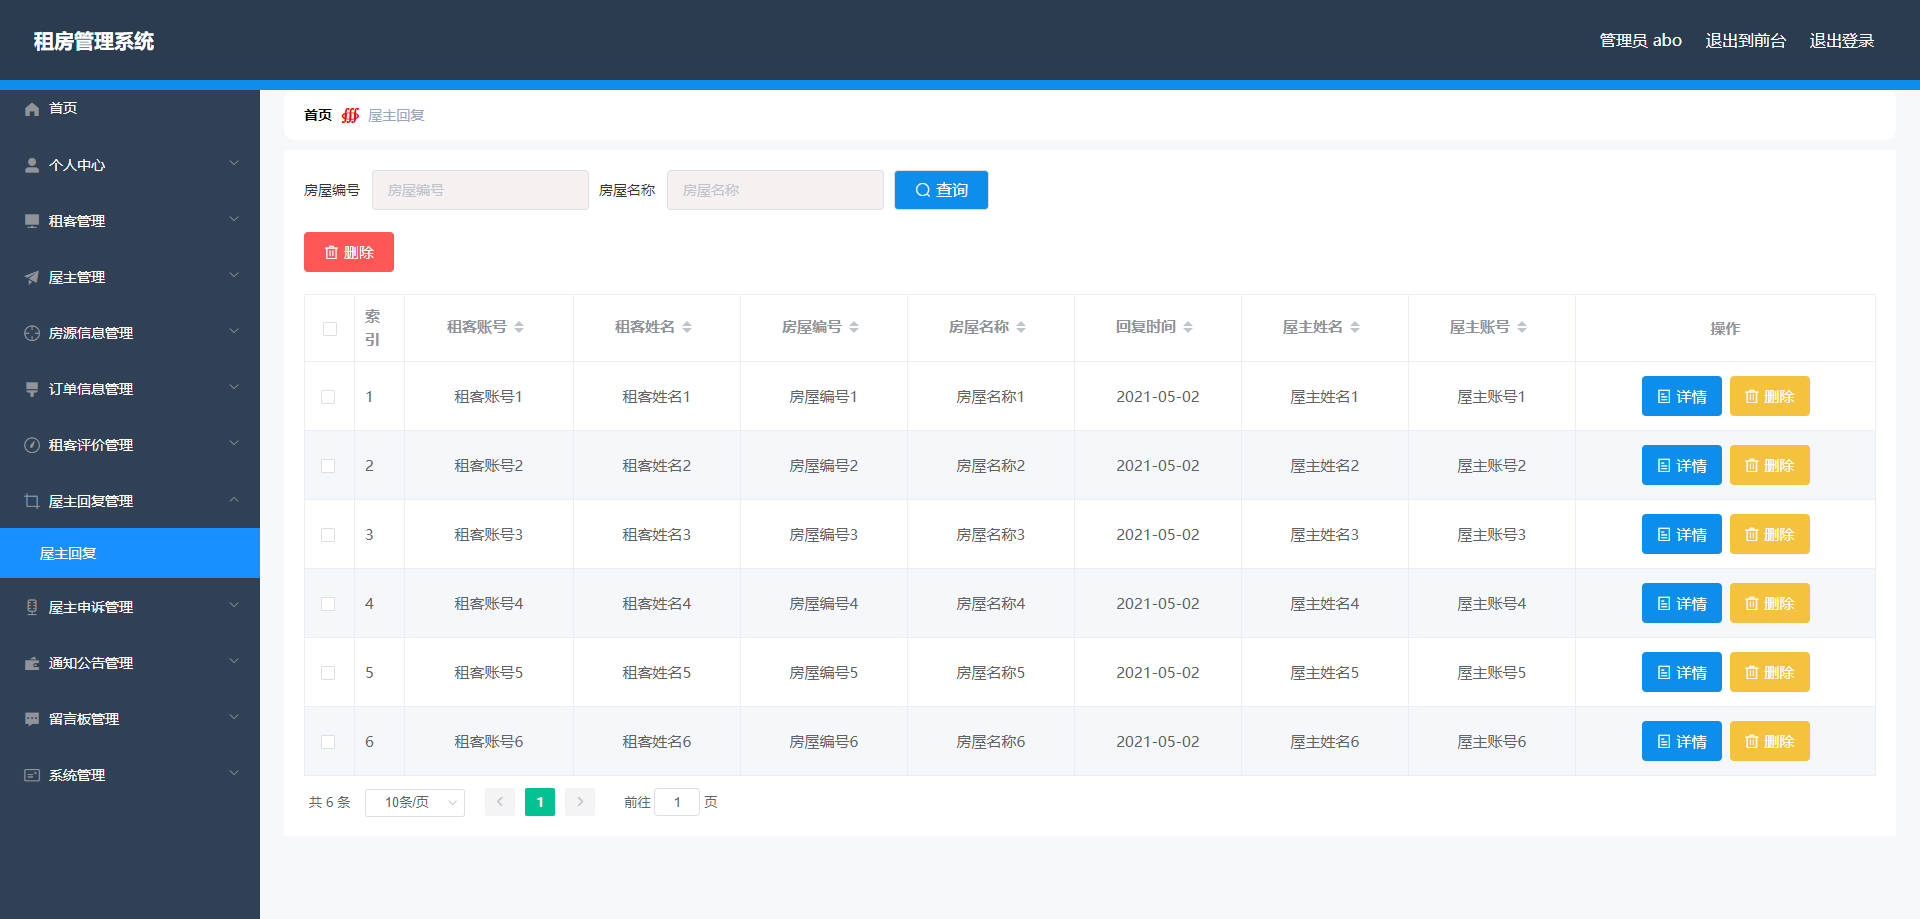 租房管理系统
管理员 abo 退出到前台 退出登录
首页
个人中心
租客管理
屋主管理
房源信息管理
订单信息管理
租客评价管理
屋主回复管理
屋主回复
屋主申诉管理
通知公告管理
留言板管理
系统管理
首页 屋主回复
房屋编号 房屋编号 房屋名称 房屋名称 查询
删除
索引 租客账号 租客姓名 房屋编号 房屋名称 回复时间 屋主姓名 屋主账号 操作
1 租客账号1 租客姓名1 房屋编号1 房屋名称1 2021-05-02 屋主姓名1 屋主账号1 详情 删除
2 租客账号2 租客姓名2 房屋编号2 房屋名称2 2021-05-02 屋主姓名2 屋主账号2 详情 删除
3 租客账号3 租客姓名3 房屋编号3 房屋名称3 2021-05-02 屋主姓名3 屋主账号3 详情 删除
4 租客账号4 租客姓名4 房屋编号4 房屋名称4 2021-05-02 屋主姓名4 屋主账号4 详情 删除
5 租客账号5 租客姓名5 房屋编号5 房屋名称5 2021-05-02 屋主姓名5 屋主账号5 详情 删除
6 租客账号6 租客姓名6 房屋编号6 房屋名称6 2021-05-02 屋主姓名6 屋主账号6 详情 删除
共 6 条 10条/页 1 前往 1 页